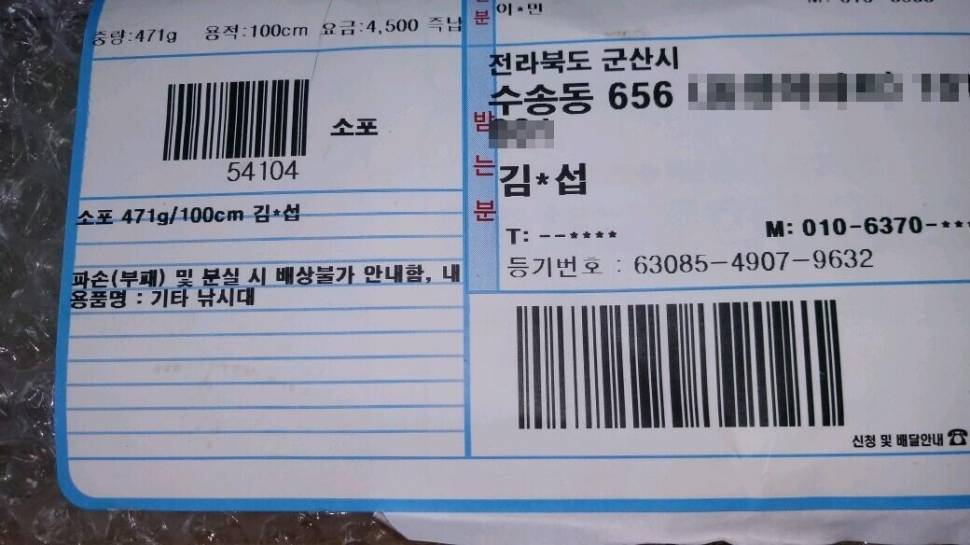 중량:471g 용적:100cm 요금:4,500 즉납
소포
54104
소포 471g/100cm 김*섭
파손(부패) 및 분실 시 배상불가 안내함, 내
용품명 : 기타 낚시대
분 이*민
전라북도 군산시
수송동 656
받는분
김*섭
T: --**** M: 010-6370-***
등기번호 : 63085-4907-9632
신청 및 배달안내 ☎